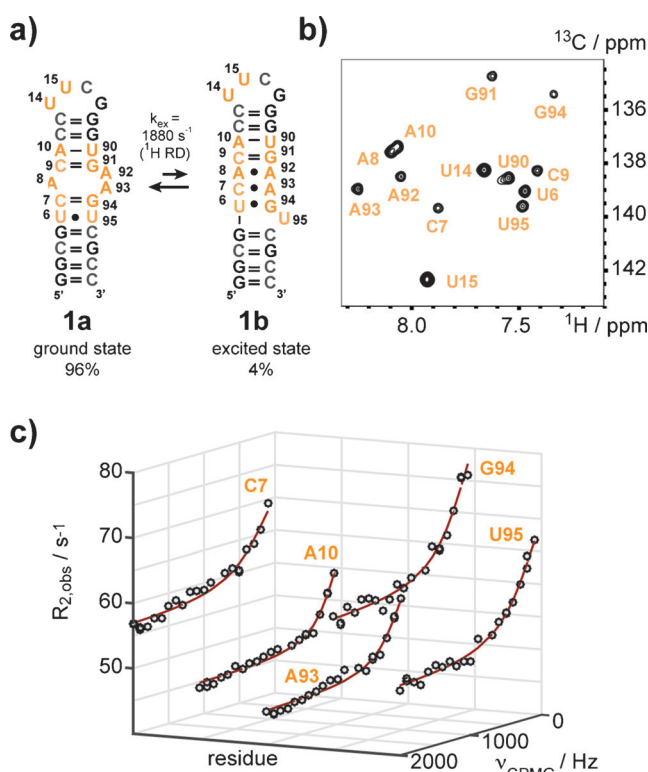 a)
15
U U C
14 U G
C G
C = G
C = G
10 A – U 90
9 C = G 91
8 A A 92
7 C A 93
C = G 94
6 U • U 95
C = G
G = C
G = C
5' 3'
1a
ground state
96%
k_ex =
1880 s⁻¹
(¹H RD)
15
U U C
14 U G
C G
C = G
C = G
10 A – U 90
9 C = G 91
8 A • A 92
7 C • A 93
6 U • G 94
U 95
C = G
G = C
G = C
5' 3'
1b
excited state
4%
b)
¹³C / ppm
G91
G94
136
A10
A8
U14
U90
C9
138
A93
A92
U6
C7
U95
140
U15
142
8.0
7.5
¹H / ppm
c)
80
70
60
50
R₂,obs / s⁻¹
C7
A10
A93
G94
U95
residue
0
1000
2000
ν_CPMG / Hz